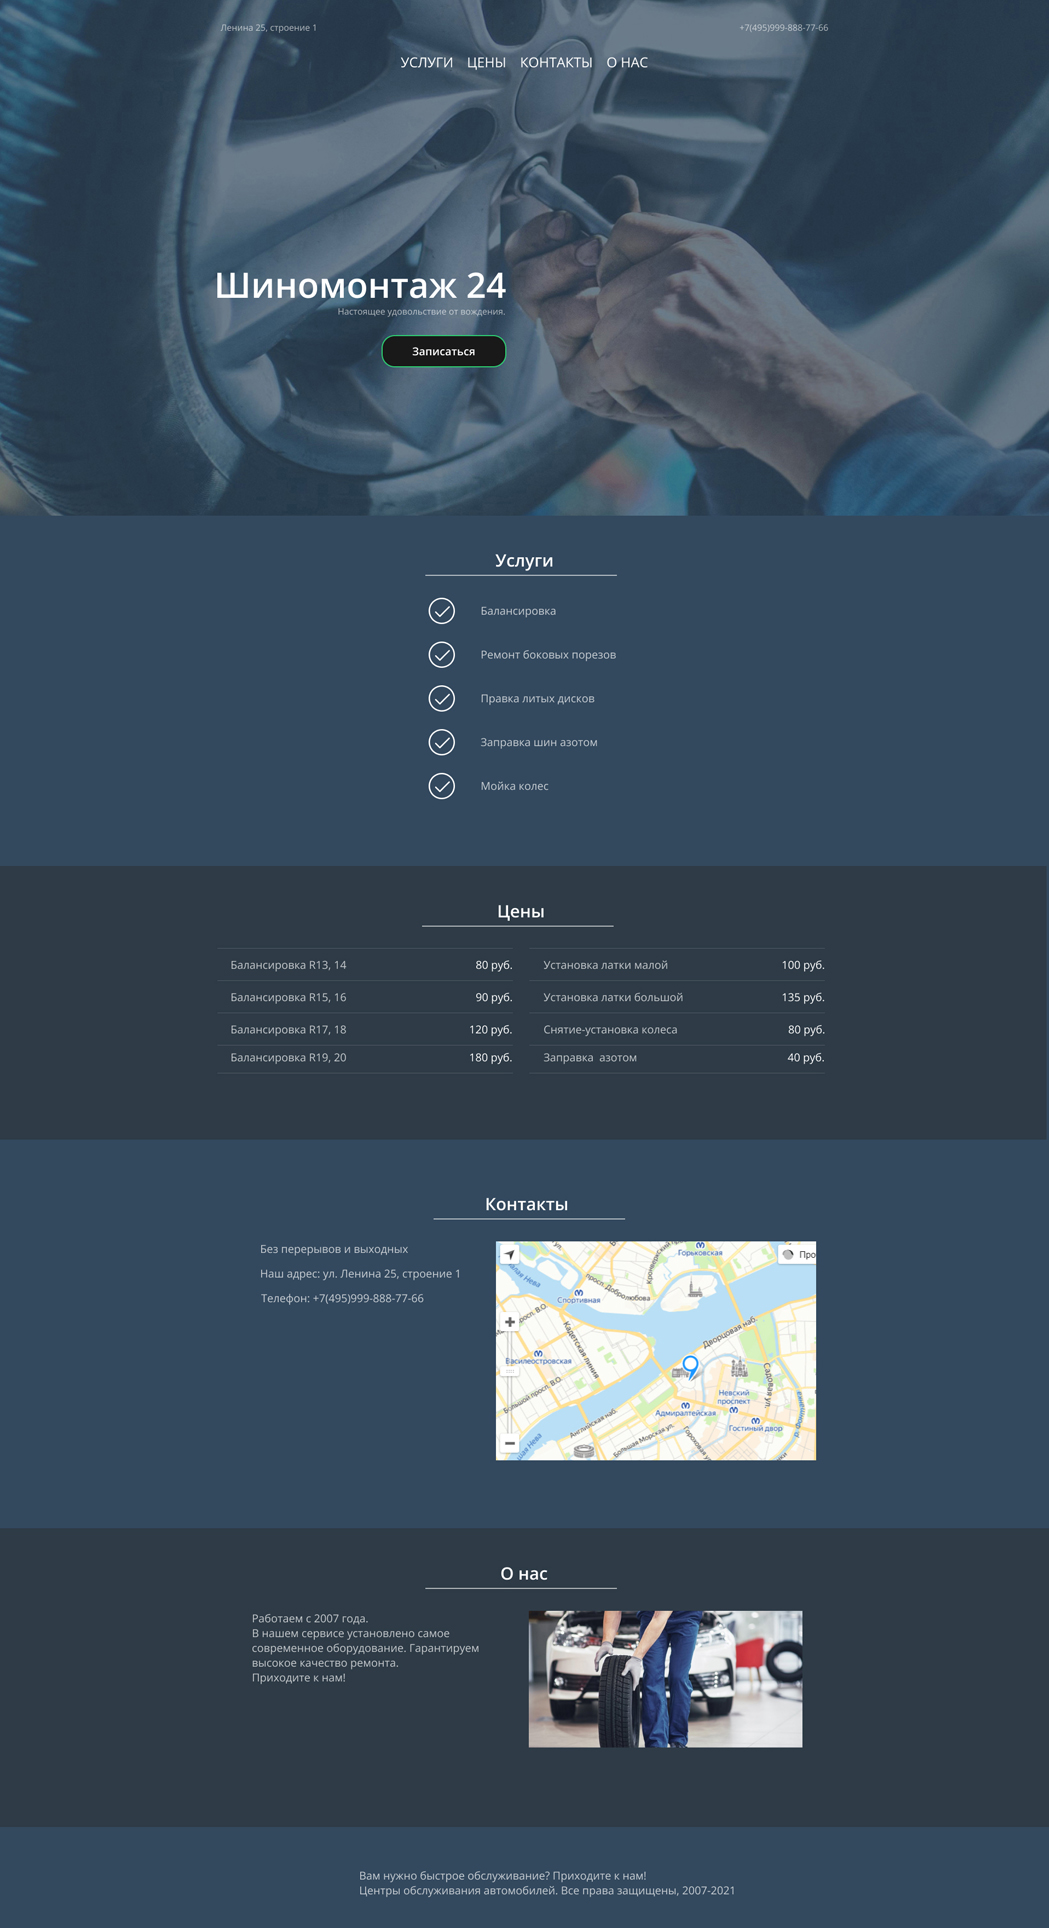 Ленина 25, строение 1
+7(495)999-888-77-66
УСЛУГИ ЦЕНЫ КОНТАКТЫ О НАС
Шиномонтаж 24
Настоящее удовольствие от вождения.
Записаться
Услуги
Балансировка
Ремонт боковых порезов
Правка литых дисков
Заправка шин азотом
Мойка колес
Цены
Балансировка R13, 14 80 руб.
Балансировка R15, 16 90 руб.
Балансировка R17, 18 120 руб.
Балансировка R19, 20 180 руб.
Установка латки малой 100 руб.
Установка латки большой 135 руб.
Снятие-установка колеса 80 руб.
Заправка азотом 40 руб.
Контакты
Без перерывов и выходных
Наш адрес: ул. Ленина 25, строение 1
Телефон: +7(495)999-888-77-66
Горьковская
Про
Кронверкский
просп. Добролюбова
Спортивная
просп. В.О.
Кадетская линия
Дворцовая наб.
Василеостровская
Садовая ул.
Большой просп. В.О.
Невский
проспект
Адмиралтейская
Гостиный двор
Английская наб.
Большая Морская ул.
Гороховая ул.
О нас
Работаем с 2007 года.
В нашем сервисе установлено самое
современное оборудование. Гарантируем
высокое качество ремонта.
Приходите к нам!
Вам нужно быстрое обслуживание? Приходите к нам!
Центры обслуживания автомобилей. Все права защищены, 2007-2021